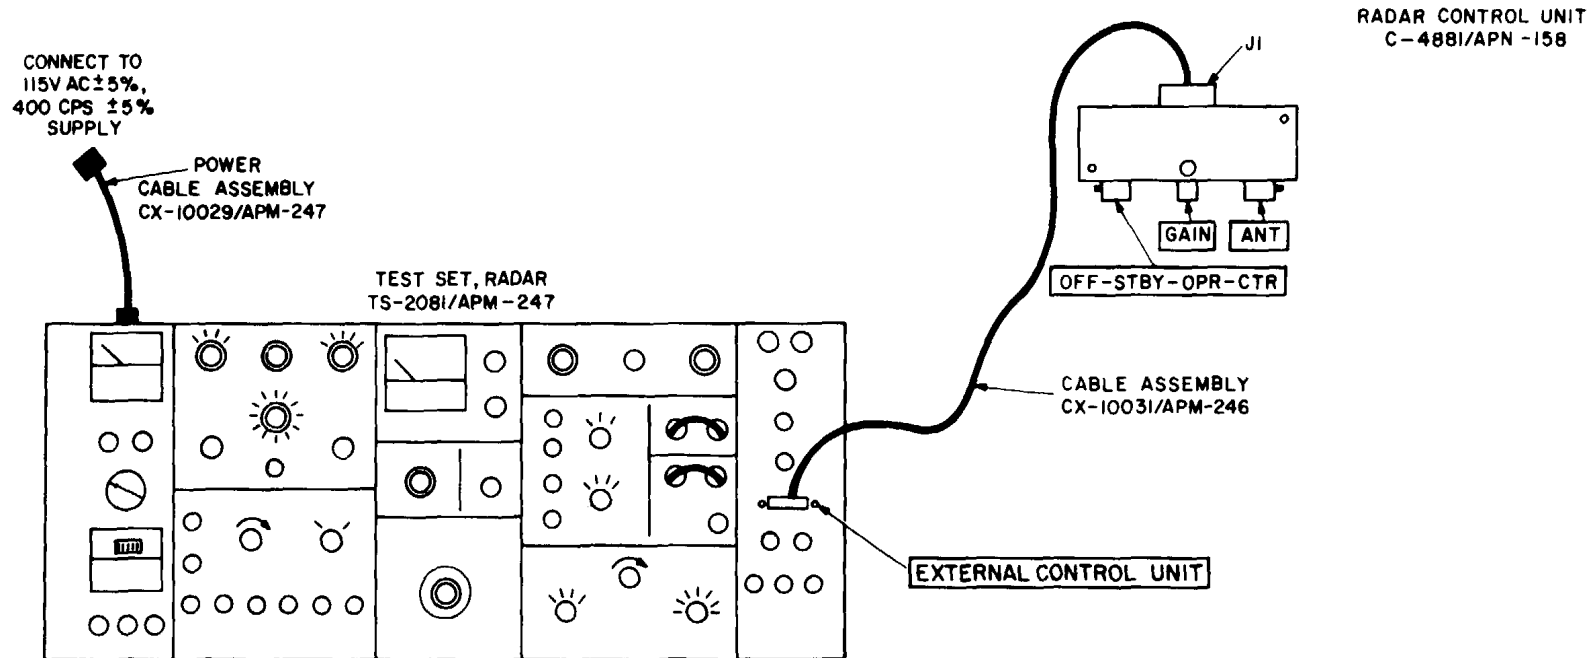 RADAR CONTROL UNIT
C-4881/APN-158
J1
CONNECT TO
115V AC±5%,
400 CPS ±5%
SUPPLY
POWER
CABLE ASSEMBLY
CX-10029/APM-247
GAIN
ANT
OFF-STBY-OPR-CTR
TEST SET, RADAR
TS-2081/APM-247
CABLE ASSEMBLY
CX-10031/APM-246
EXTERNAL CONTROL UNIT